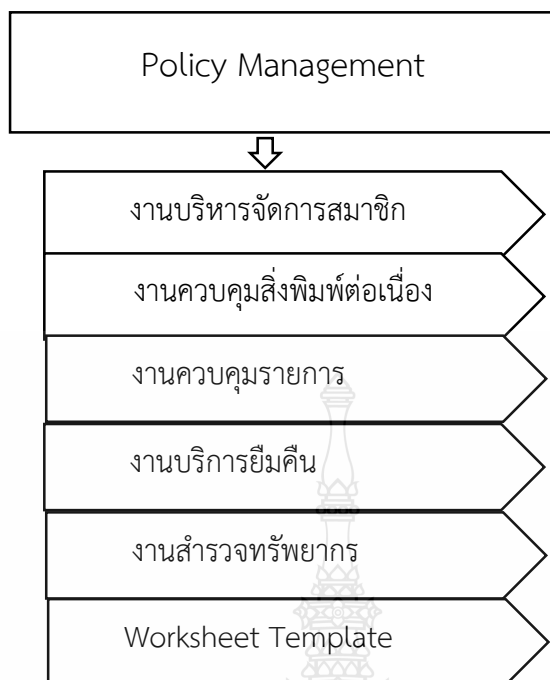 Policy Management
งานบริหารจัดการสมาชิก
งานควบคุมสิ่งพิมพ์ต่อเนื่อง
งานควบคุมรายการ
งานบริการยืมคืน
งานสำรวจทรัพยากร
Worksheet Template